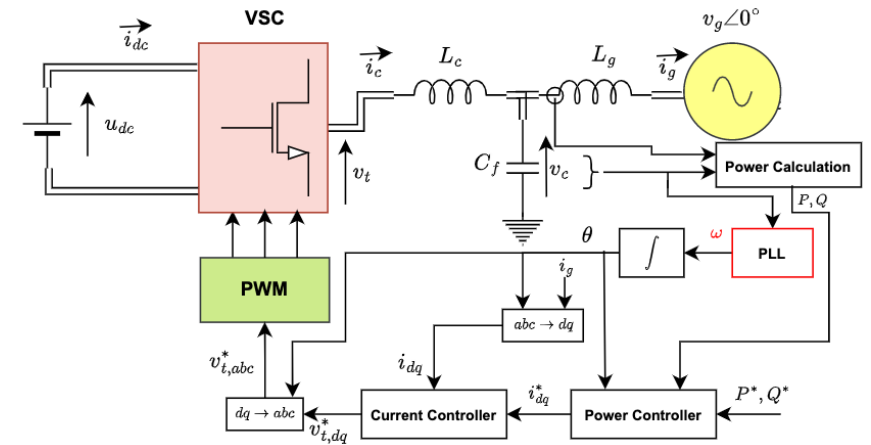 VSC
v_g∠0°
i_dc
i_c
L_c
L_g
i_g
u_dc
v_t
C_f
v_c
Power Calculation
P, Q
θ
ω
∫
PLL
PWM
i_g
abc → dq
v*_t,abc
i_dq
i*_dq
P*, Q*
dq → abc
v*_t,dq
Current Controller
Power Controller